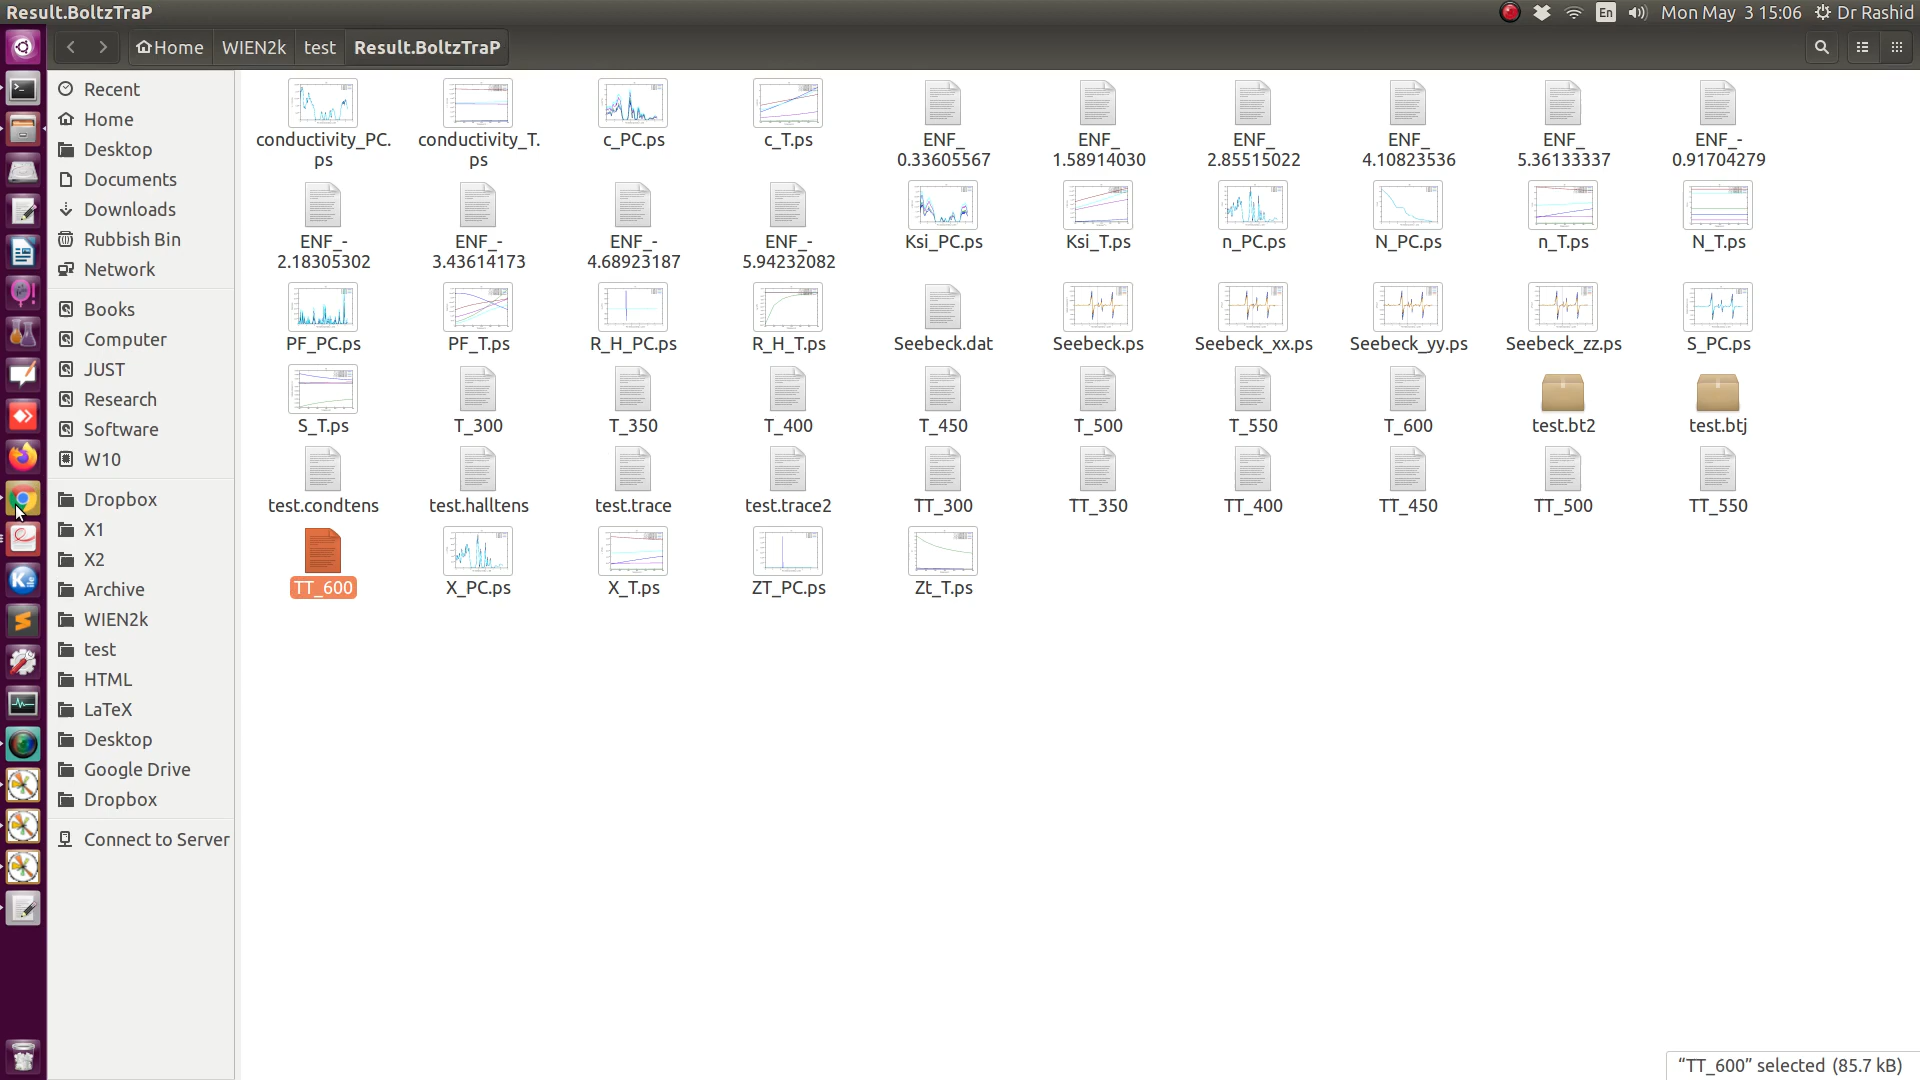 Result.BoltzTraP
En
Mon May  3 15:06
Dr Rashid
Home
WIEN2k
test
Result.BoltzTraP
Recent
Home
Desktop
Documents
Downloads
Rubbish Bin
Network
Books
Computer
JUST
Research
Software
W10
Dropbox
X1
X2
Archive
WIEN2k
test
HTML
LaTeX
Desktop
Google Drive
Dropbox
Connect to Server
conductivity_PC.
ps
conductivity_T.
ps
c_PC.ps
c_T.ps
ENF_
0.33605567
ENF_
1.58914030
ENF_
2.85515022
ENF_
4.10823536
ENF_
5.36133337
ENF_-
0.91704279
ENF_-
2.18305302
ENF_-
3.43614173
ENF_-
4.68923187
ENF_-
5.94232082
Ksi_PC.ps
Ksi_T.ps
n_PC.ps
N_PC.ps
n_T.ps
N_T.ps
PF_PC.ps
PF_T.ps
R_H_PC.ps
R_H_T.ps
Seebeck.dat
Seebeck.ps
Seebeck_xx.ps
Seebeck_yy.ps
Seebeck_zz.ps
S_PC.ps
S_T.ps
T_300
T_350
T_400
T_450
T_500
T_550
T_600
test.bt2
test.btj
test.condtens
test.halltens
test.trace
test.trace2
TT_300
TT_350
TT_400
TT_450
TT_500
TT_550
TT_600
X_PC.ps
X_T.ps
ZT_PC.ps
Zt_T.ps
“TT_600” selected (85.7 kB)